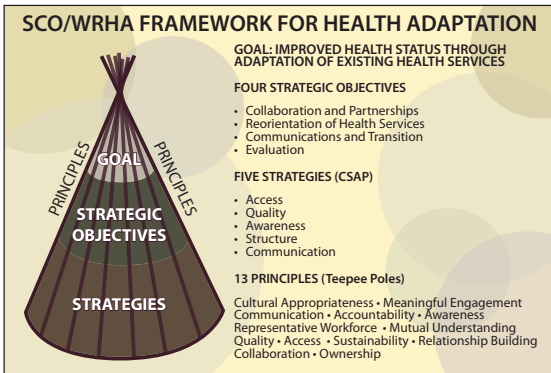 SCO/WRHA FRAMEWORK FOR HEALTH ADAPTATION
GOAL: IMPROVED HEALTH STATUS THROUGH
ADAPTATION OF EXISTING HEALTH SERVICES
FOUR STRATEGIC OBJECTIVES
• Collaboration and Partnerships
• Reorientation of Health Services
• Communications and Transition
• Evaluation
FIVE STRATEGIES (CSAP)
• Access
• Quality
• Awareness
• Structure
• Communication
13 PRINCIPLES (Teepee Poles)
Cultural Appropriateness • Meaningful Engagement
Communication • Accountability • Awareness
Representative Workforce • Mutual Understanding
Quality • Access • Sustainability • Relationship Building
Collaboration • Ownership
PRINCIPLES
PRINCIPLES
GOAL
STRATEGIC
OBJECTIVES
STRATEGIES